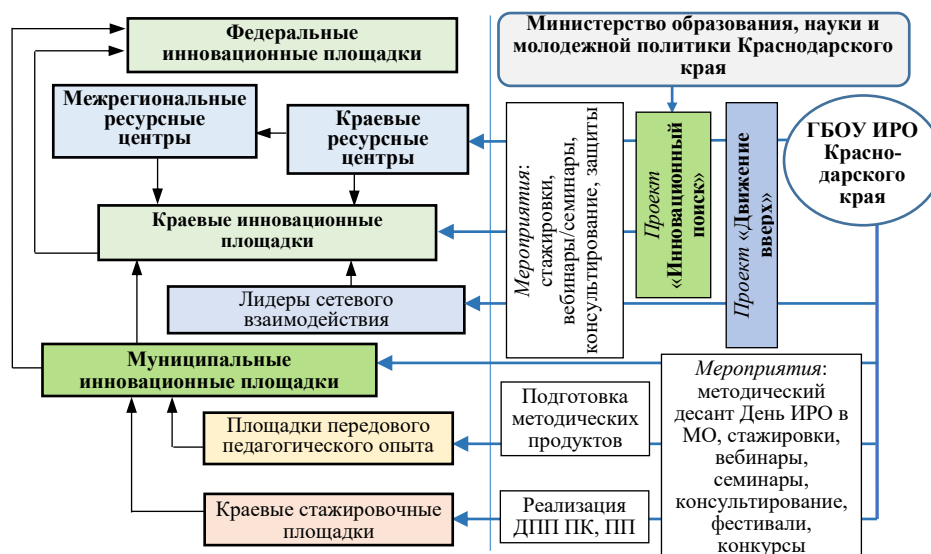 Федеральные
инновационные площадки
Межрегиональные
ресурсные
центры
Краевые
ресурсные
центры
Краевые инновационные
площадки
Лидеры сетевого
взаимодействия
Муниципальные
инновационные площадки
Площадки передового
педагогического опыта
Краевые стажировочные
площадки
Министерство образования, науки и
молодежной политики Краснодарского
края
Мероприятия:
стажировки,
вебинары/семинары,
консультирование, защиты
Проект
«Инновационный
поиск»
Проект «Движение
вверх»
ГБОУ ИРО
Красно-
дарского
края
Подготовка
методических
продуктов
Реализация
ДПП ПК, ПП
Мероприятия:
методический
десант День ИРО в
МО, стажировки,
вебинары,
семинары,
консультирование,
фестивали,
конкурсы